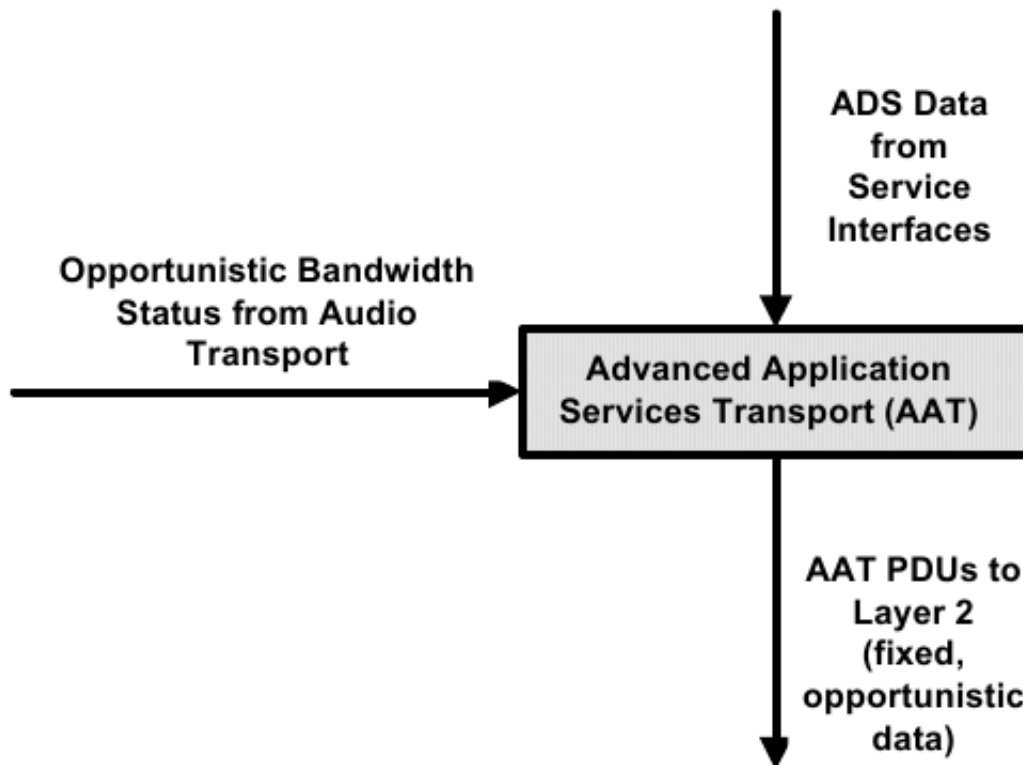 ADS Data
from
Service
Interfaces
Opportunistic Bandwidth
Status from Audio
Transport
Advanced Application
Services Transport (AAT)
AAT PDUs to
Layer 2
(fixed,
opportunistic
data)